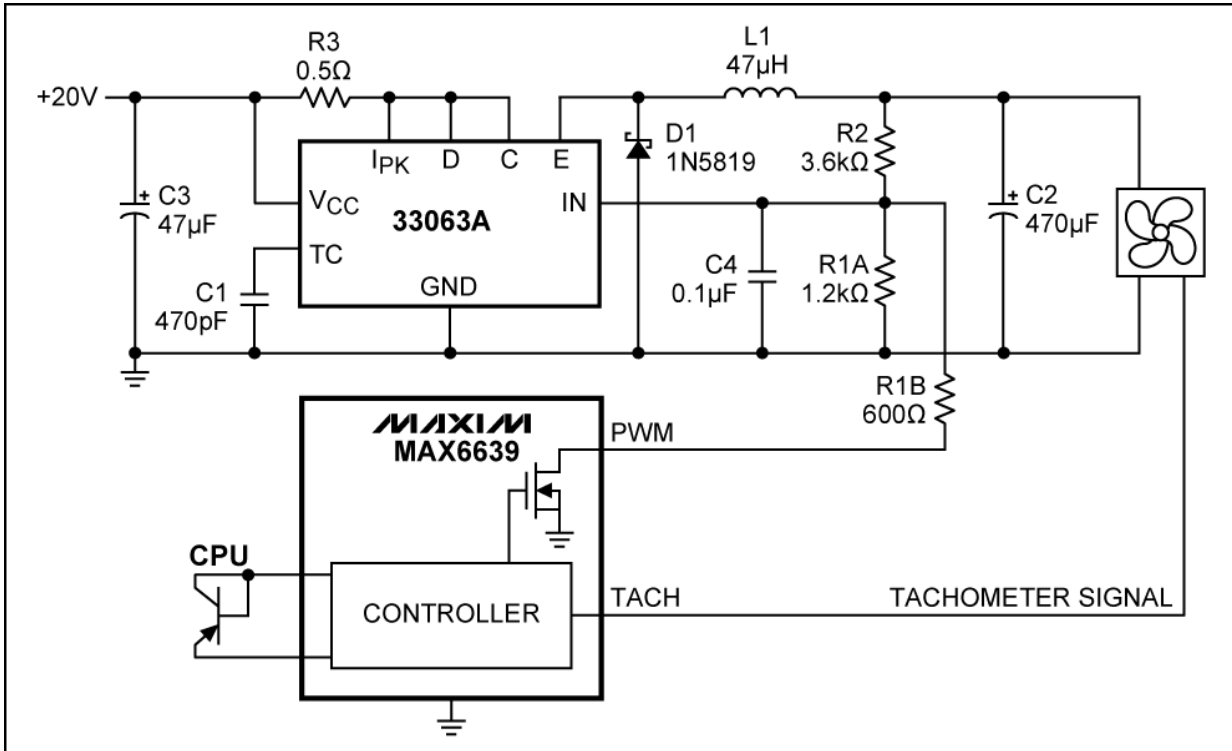 R3
0.5Ω
L1
47µH
+20V
IPK
D
C
E
D1
1N5819
R2
3.6kΩ
+
C3
47µF
VCC
33063A
IN
+
C2
470µF
TC
GND
C1
470pF
C4
0.1µF
R1A
1.2kΩ
R1B
600Ω
MAXIM
MAX6639
PWM
CPU
CONTROLLER
TACH
TACHOMETER SIGNAL